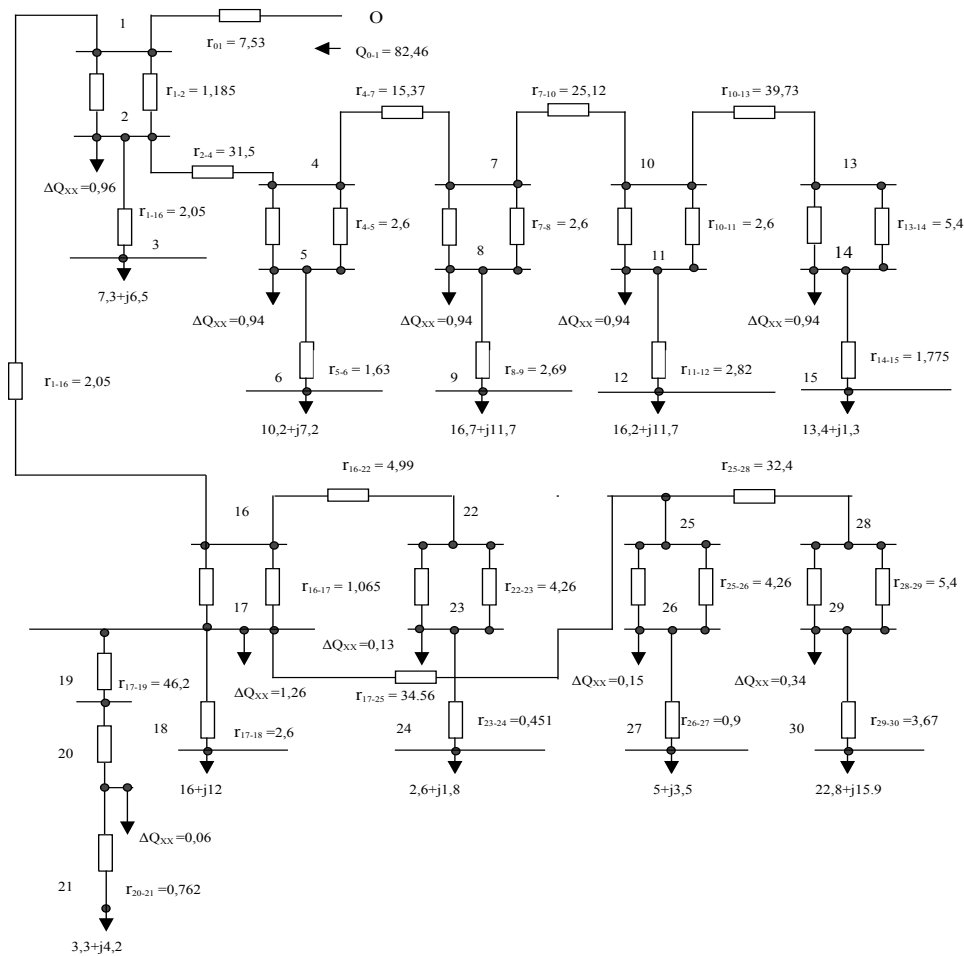 1
O
r01 = 7,53
Q0-1 = 82,46
r1-2 = 1,185
2
r4-7 = 15,37
r7-10 = 25,12
r10-13 = 39,73
r2-4 = 31,5
4
7
10
13
ΔQXX=0,96
r1-16 = 2,05
r4-5 = 2,6
r7-8 = 2,6
r10-11 = 2,6
r13-14 = 5,4
3
5
8
11
14
7,3+j6,5
ΔQXX=0,94
ΔQXX=0,94
ΔQXX=0,94
ΔQXX=0,94
r1-16 = 2,05
r5-6 = 1,63
r8-9 = 2,69
r11-12 = 2,82
r14-15 = 1,775
6
9
12
15
10,2+j7,2
16,7+j11,7
16,2+j11,7
13,4+j1,3
r16-22 = 4,99
r25-28 = 32,4
16
22
25
28
r16-17 = 1,065
r22-23 = 4,26
r25-26 = 4,26
r28-29 = 5,4
17
23
26
29
ΔQXX=0,13
19
r17-19 = 46,2
ΔQXX=1,26
r17-25 = 34.56
ΔQXX=0,15
ΔQXX=0,34
20
18
r17-18 =2,6
24
r23-24 = 0,451
27
r26-27 = 0,9
30
r29-30 = 3,67
16+j12
2,6+j1,8
5+j3,5
22,8+j15.9
ΔQXX=0,06
21
r20-21 =0,762
3,3+j4,2